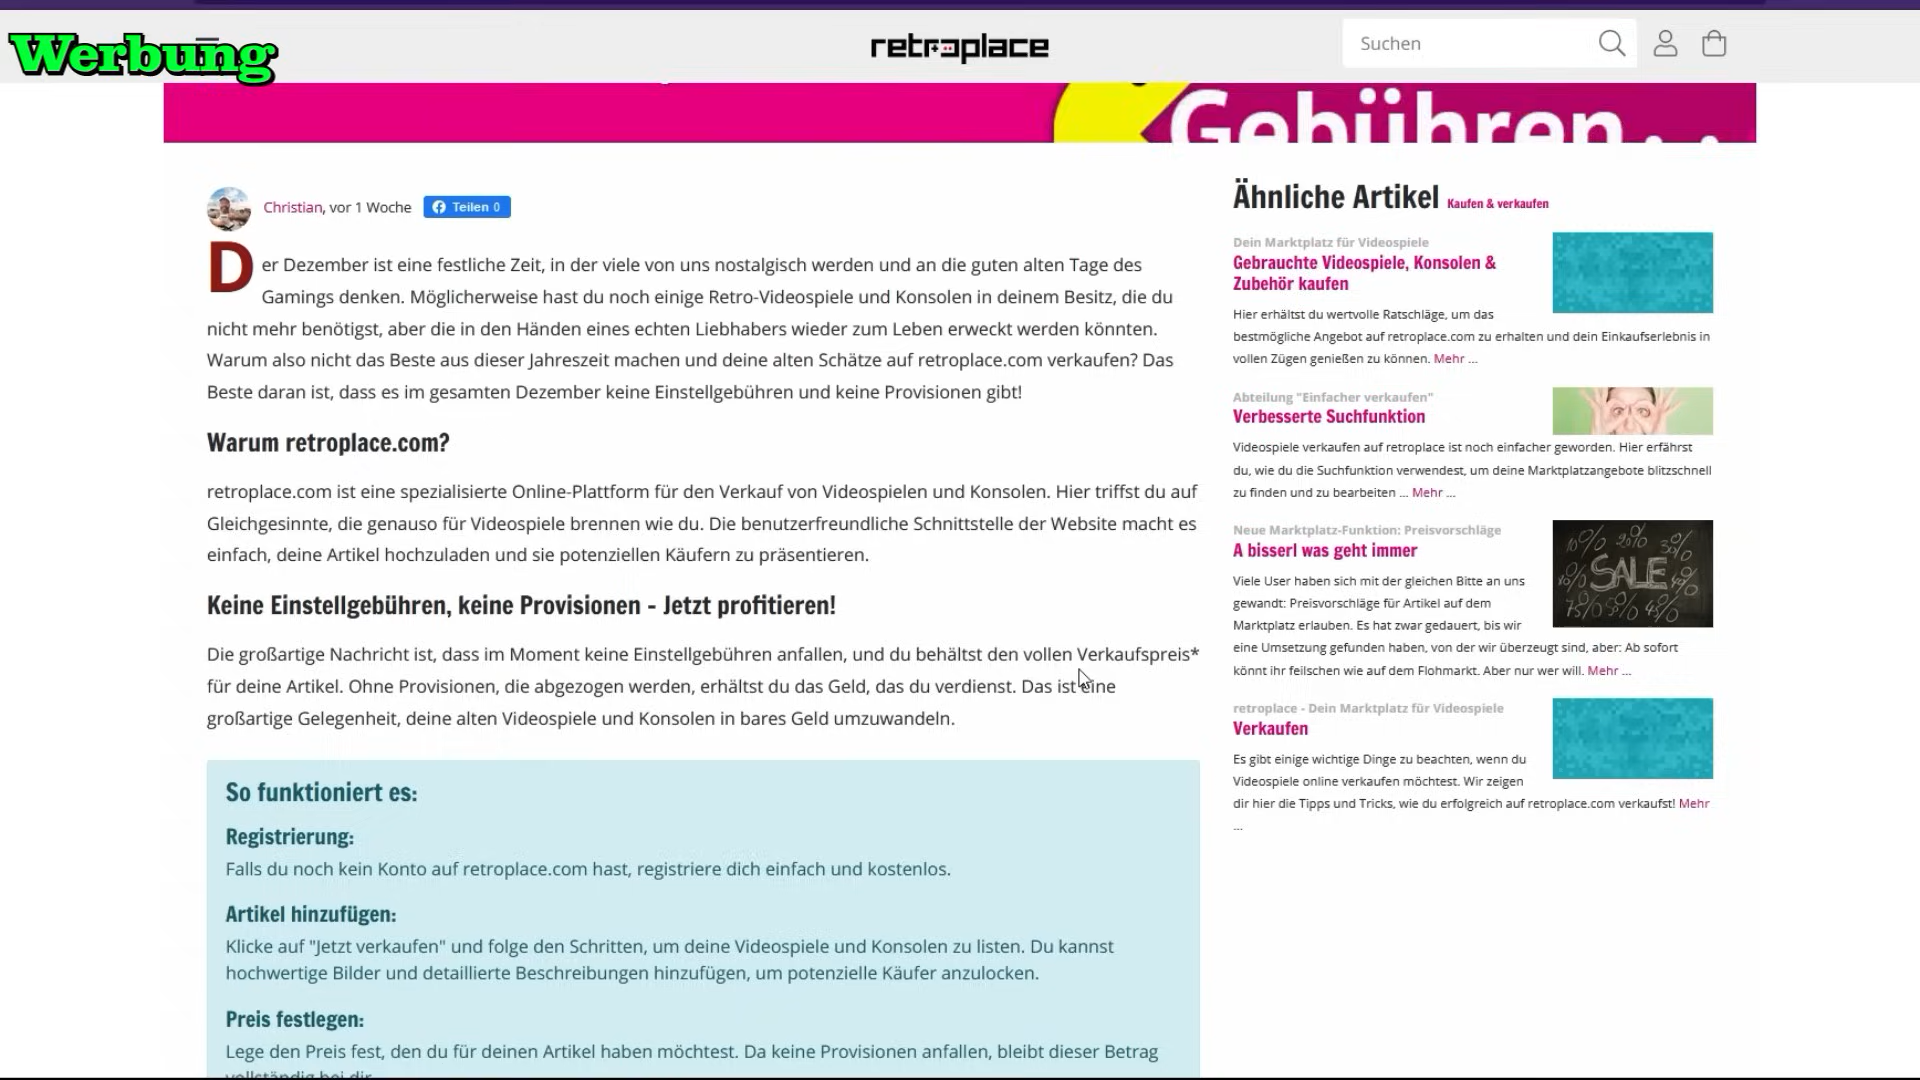 Werbung
retroplace
Suchen
Gebühren...
Christian, vor 1 Woche
Teilen 0
Der Dezember ist eine festliche Zeit, in der viele von uns nostalgisch werden und an die guten alten Tage des
Gamings denken. Möglicherweise hast du noch einige Retro-Videospiele und Konsolen in deinem Besitz, die du
nicht mehr benötigst, aber die in den Händen eines echten Liebhabers wieder zum Leben erweckt werden könnten.
Warum also nicht das Beste aus dieser Jahreszeit machen und deine alten Schätze auf retroplace.com verkaufen? Das
Beste daran ist, dass es im gesamten Dezember keine Einstellgebühren und keine Provisionen gibt!
Warum retroplace.com?
retroplace.com ist eine spezialisierte Online-Plattform für den Verkauf von Videospielen und Konsolen. Hier triffst du auf
Gleichgesinnte, die genauso für Videospiele brennen wie du. Die benutzerfreundliche Schnittstelle der Website macht es
einfach, deine Artikel hochzuladen und sie potenziellen Käufern zu präsentieren.
Keine Einstellgebühren, keine Provisionen - Jetzt profitieren!
Die großartige Nachricht ist, dass im Moment keine Einstellgebühren anfallen, und du behältst den vollen Verkaufspreis*
für deine Artikel. Ohne Provisionen, die abgezogen werden, erhältst du das Geld, das du verdienst. Das ist eine
großartige Gelegenheit, deine alten Videospiele und Konsolen in bares Geld umzuwandeln.
So funktioniert es:
Registrierung:
Falls du noch kein Konto auf retroplace.com hast, registriere dich einfach und kostenlos.
Artikel hinzufügen:
Klicke auf "Jetzt verkaufen" und folge den Schritten, um deine Videospiele und Konsolen zu listen. Du kannst
hochwertige Bilder und detaillierte Beschreibungen hinzufügen, um potenzielle Käufer anzulocken.
Preis festlegen:
Lege den Preis fest, den du für deinen Artikel haben möchtest. Da keine Provisionen anfallen, bleibt dieser Betrag
vollständig bei dir.
Ähnliche Artikel Kaufen & verkaufen
Dein Marktplatz für Videospiele
Gebrauchte Videospiele, Konsolen &
Zubehör kaufen
Hier erhältst du wertvolle Ratschläge, um das
bestmögliche Angebot auf retroplace.com zu erhalten und dein Einkaufserlebnis in
vollen Zügen genießen zu können. Mehr ...
Abteilung "Einfacher verkaufen"
Verbesserte Suchfunktion
Videospiele verkaufen auf retroplace ist noch einfacher geworden. Hier erfährst
du, wie du die Suchfunktion verwendest, um deine Marktplatzangebote blitzschnell
zu finden und zu bearbeiten ... Mehr ...
Neue Marktplatz-Funktion: Preisvorschläge
A bisserl was geht immer
Viele User haben sich mit der gleichen Bitte an uns
gewandt: Preisvorschläge für Artikel auf dem
Marktplatz erlauben. Es hat zwar gedauert, bis wir
eine Umsetzung gefunden haben, von der wir überzeugt sind, aber: Ab sofort
könnt ihr feilschen wie auf dem Flohmarkt. Aber nur wer will. Mehr ...
SALE
retroplace - Dein Marktplatz für Videospiele
Verkaufen
Es gibt einige wichtige Dinge zu beachten, wenn du
Videospiele online verkaufen möchtest. Wir zeigen
dir hier die Tipps und Tricks, wie du erfolgreich auf retroplace.com verkaufst! Mehr
...